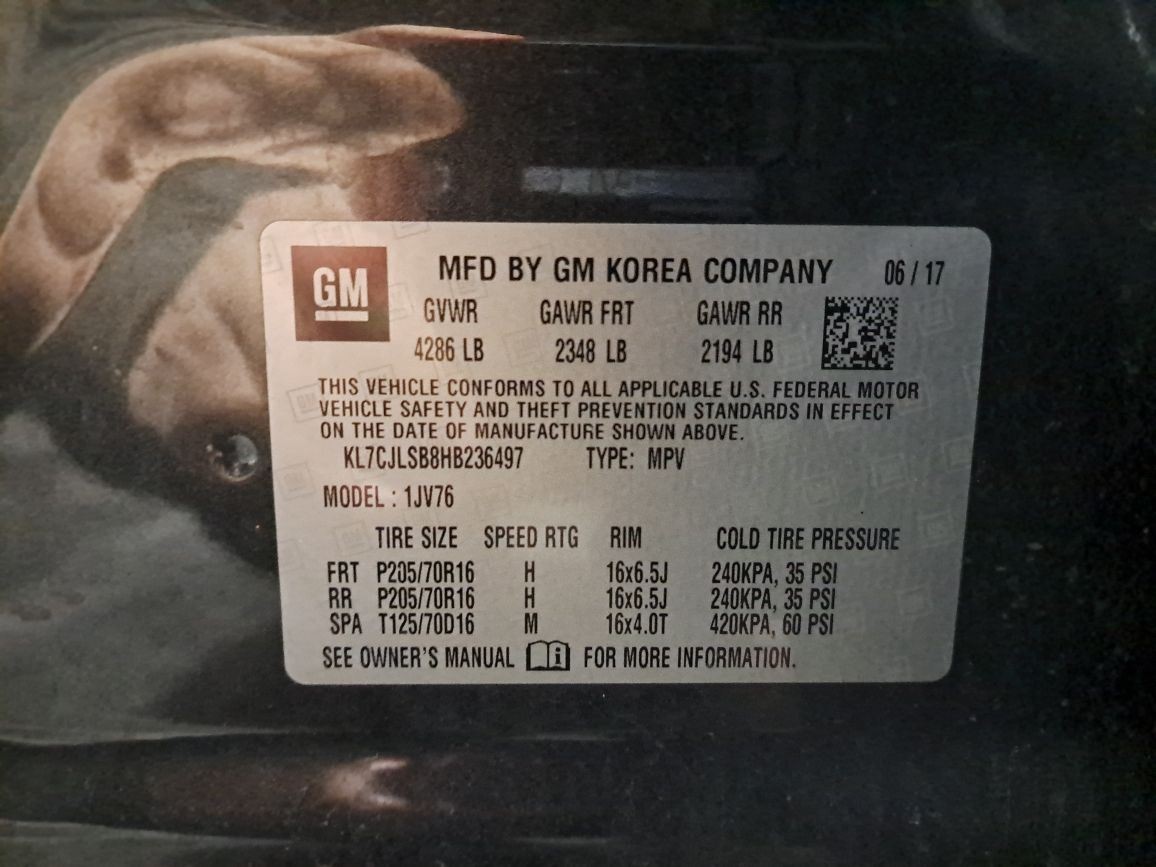 GM
MFD BY GM KOREA COMPANY 06 / 17
GVWR GAWR FRT GAWR RR
4286 LB 2348 LB 2194 LB
THIS VEHICLE CONFORMS TO ALL APPLICABLE U.S. FEDERAL MOTOR
VEHICLE SAFETY AND THEFT PREVENTION STANDARDS IN EFFECT
ON THE DATE OF MANUFACTURE SHOWN ABOVE.
KL7CJLSB8HB236497 TYPE: MPV
MODEL : 1JV76
TIRE SIZE SPEED RTG RIM COLD TIRE PRESSURE
FRT P205/70R16 H 16x6.5J 240KPA, 35 PSI
RR P205/70R16 H 16x6.5J 240KPA, 35 PSI
SPA T125/70D16 M 16x4.0T 420KPA, 60 PSI
SEE OWNER'S MANUAL i FOR MORE INFORMATION.